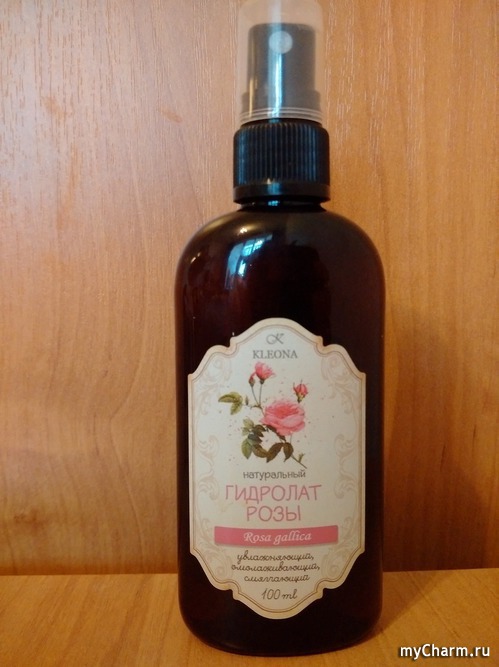 KLEONA
натуральный
ГИДРОЛАТ
РОЗЫ
Rosa gallica
увлажняющий,
омолаживающий,
смягчающий
100 ml
myCharm.ru